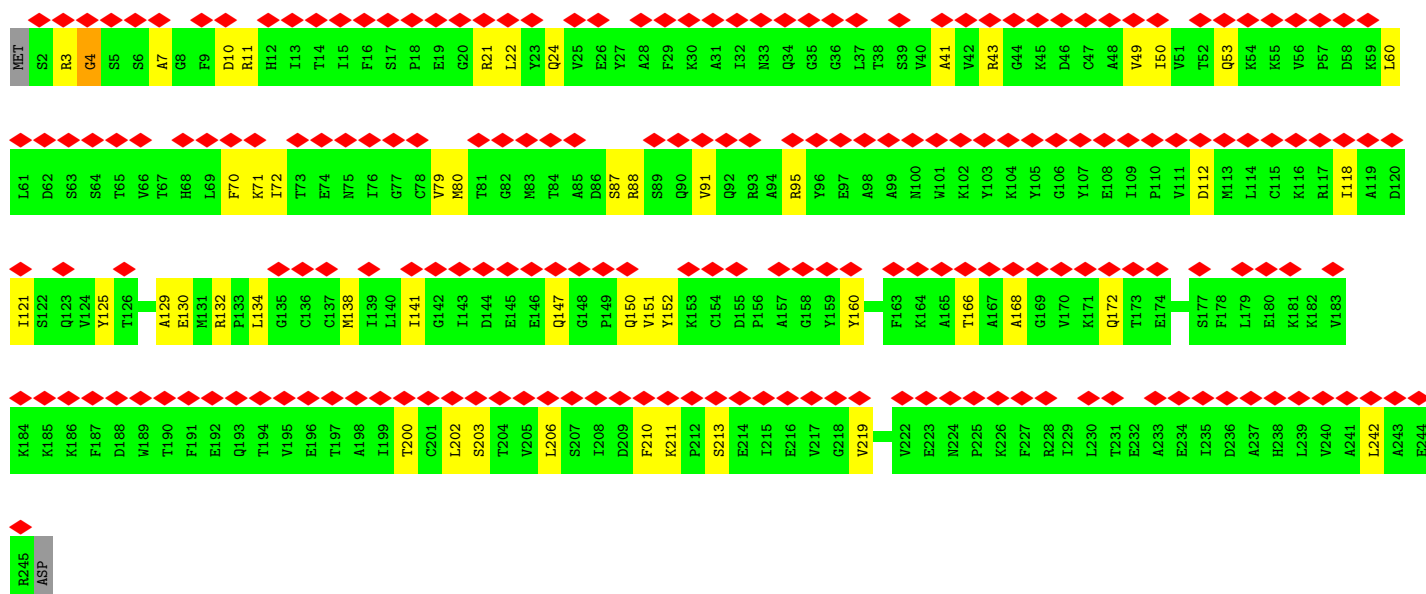 MET S2 R3 G4 S5 S6 A7 G8 F9 D10 R11 H12 I13 T14 I15 F16 S17 P18 E19 G20 R21 L22 Y23 Q24 V25 E26 Y27 A28 F29 K30 A31 I32 N33 Q34 G35 G36 L37 T38 S39 V40 A41 V42 R43 G44 K45 D46 C47 A48 V49 I50 V51 T52 Q53 K54 K55 V56 P57 D58 K59 L60
L61 D62 S63 S64 T65 V66 T67 H68 L69 F70 K71 I72 T73 E74 N75 I76 G77 C78 V79 M80 T81 G82 M83 T84 A85 D86 S87 R88 S89 Q90 V91 Q92 R93 A94 R95 Y96 E97 A98 A99 N100 W101 K102 Y103 K104 Y105 G106 Y107 E108 I109 P110 V111 D112 M113 L114 C115 K116 R117 I118 A119 D120
I121 S122 Q123 V124 Y125 T126 A129 E130 M131 R132 P133 L134 G135 C136 C137 M138 I139 L140 I141 G142 I143 D144 E145 E146 Q147 G148 P149 Q150 V151 Y152 K153 C154 D155 P156 A157 G158 Y159 Y160 F163 K164 A165 T166 A167 A168 G169 V170 K171 Q172 T173 E174 S177 F178 L179 E180 K181 K182 V183
K184 K185 K186 F187 D188 W189 T190 F191 E192 Q193 T194 V195 E196 T197 A198 I199 T200 C201 L202 S203 T204 V205 L206 S207 I208 D209 F210 K211 P212 S213 E214 I215 E216 V217 G218 V219 V222 E223 N224 P225 K226 F227 R228 I229 L230 T231 E232 A233 E234 I235 D236 A237 H238 L239 V240 A241 L242 A243 E244
R245 ASP